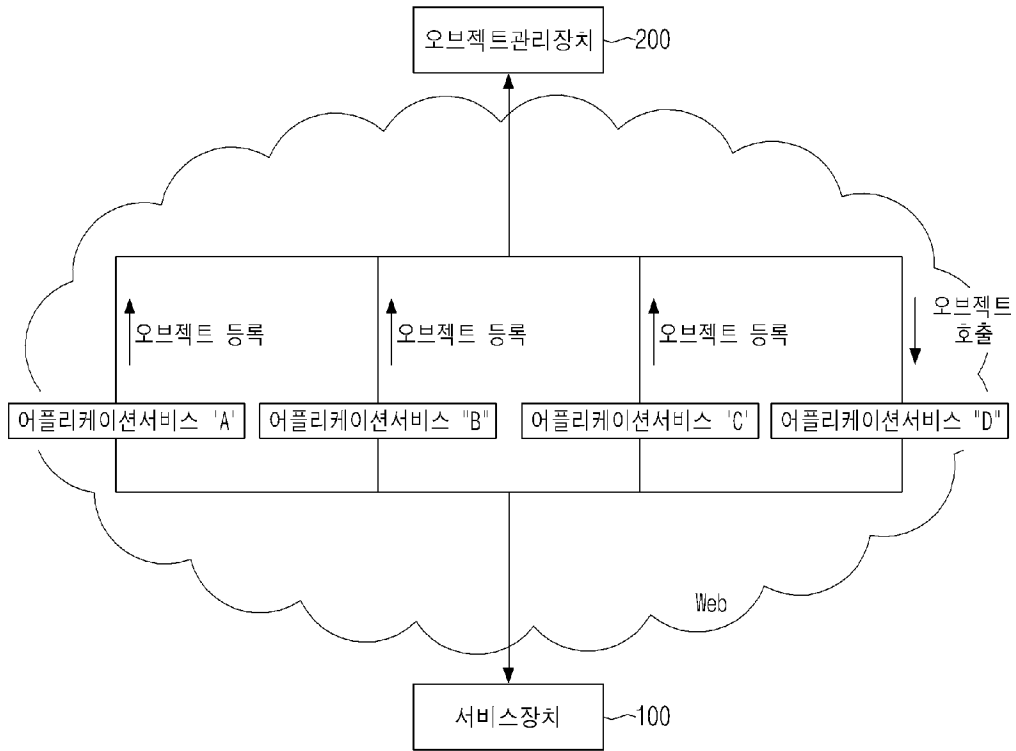 오브젝트관리장치
200
오브젝트 등록
오브젝트 등록
오브젝트 등록
오브젝트
호출
어플리케이션서비스 'A'
어플리케이션서비스 "B"
어플리케이션서비스 'C'
어플리케이션서비스 "D"
Web
서비스장치
100